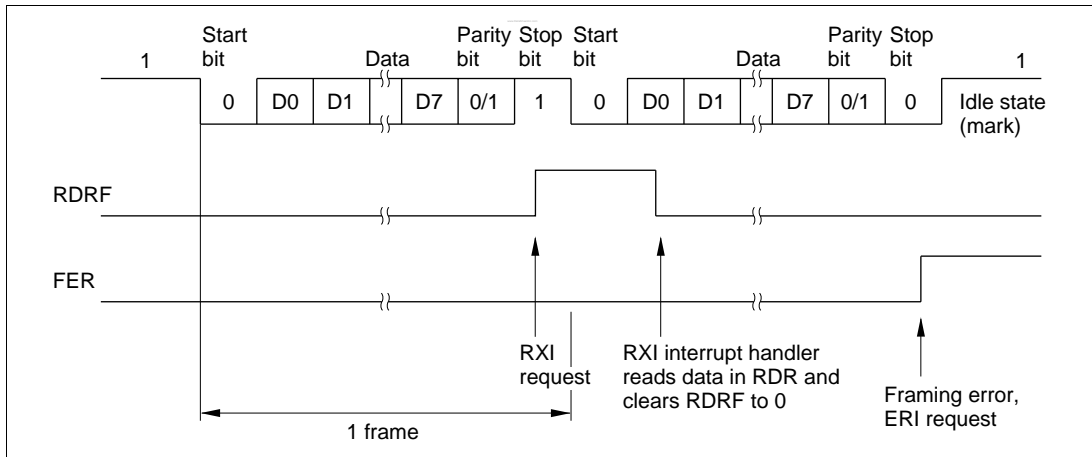 Start bit
Parity bit
Stop bit
Start bit
Parity bit
Stop bit
1
Data
Data
1
0
D0
D1
D7
0/1
1
0
D0
D1
D7
0/1
0
Idle state
(mark)
RDRF
FER
RXI
request
RXI interrupt handler
reads data in RDR and
clears RDRF to 0
Framing error,
ERI request
1 frame